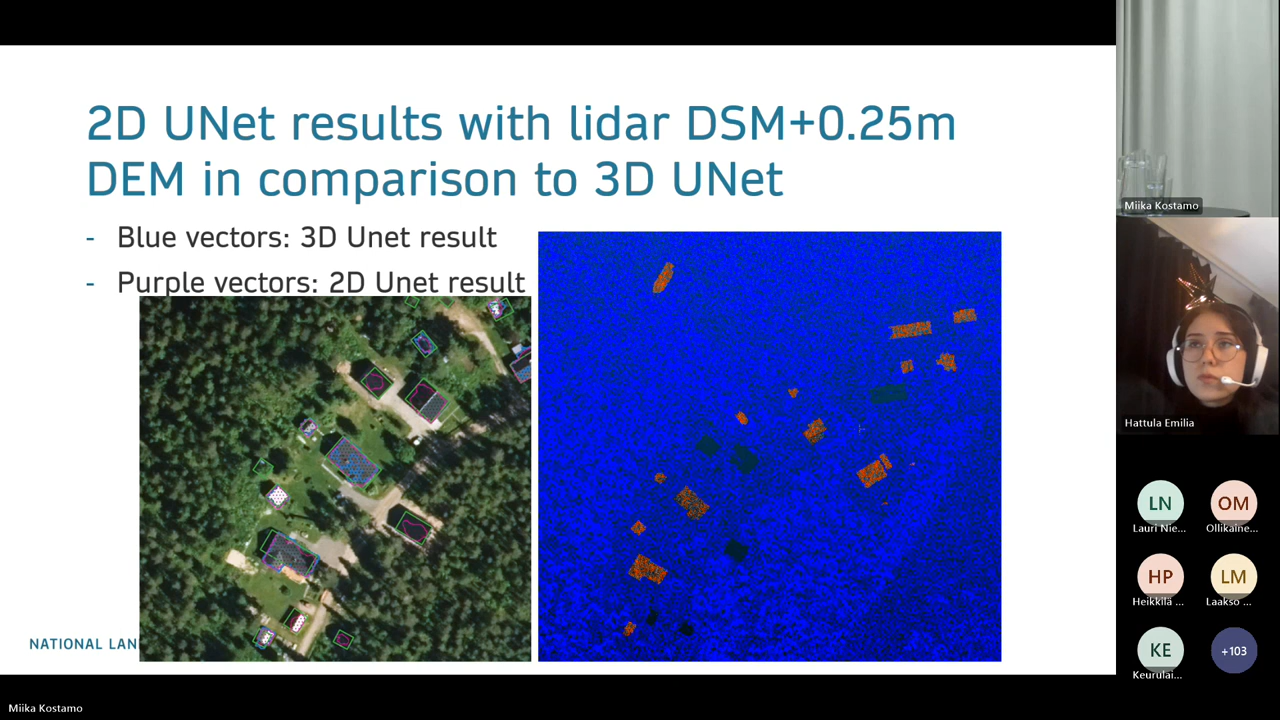 2D UNet results with lidar DSM+0.25m
DEM in comparison to 3D UNet
- Blue vectors: 3D Unet result
- Purple vectors: 2D Unet result
NATIONAL LAN
Miika Kostamo
Miika Kostamo
Hattula Emilia
LN
OM
Lauri Nie...
Ollikaine...
HP
LM
Heikkilä ...
Laakso ...
KE
+103
Keurulai...